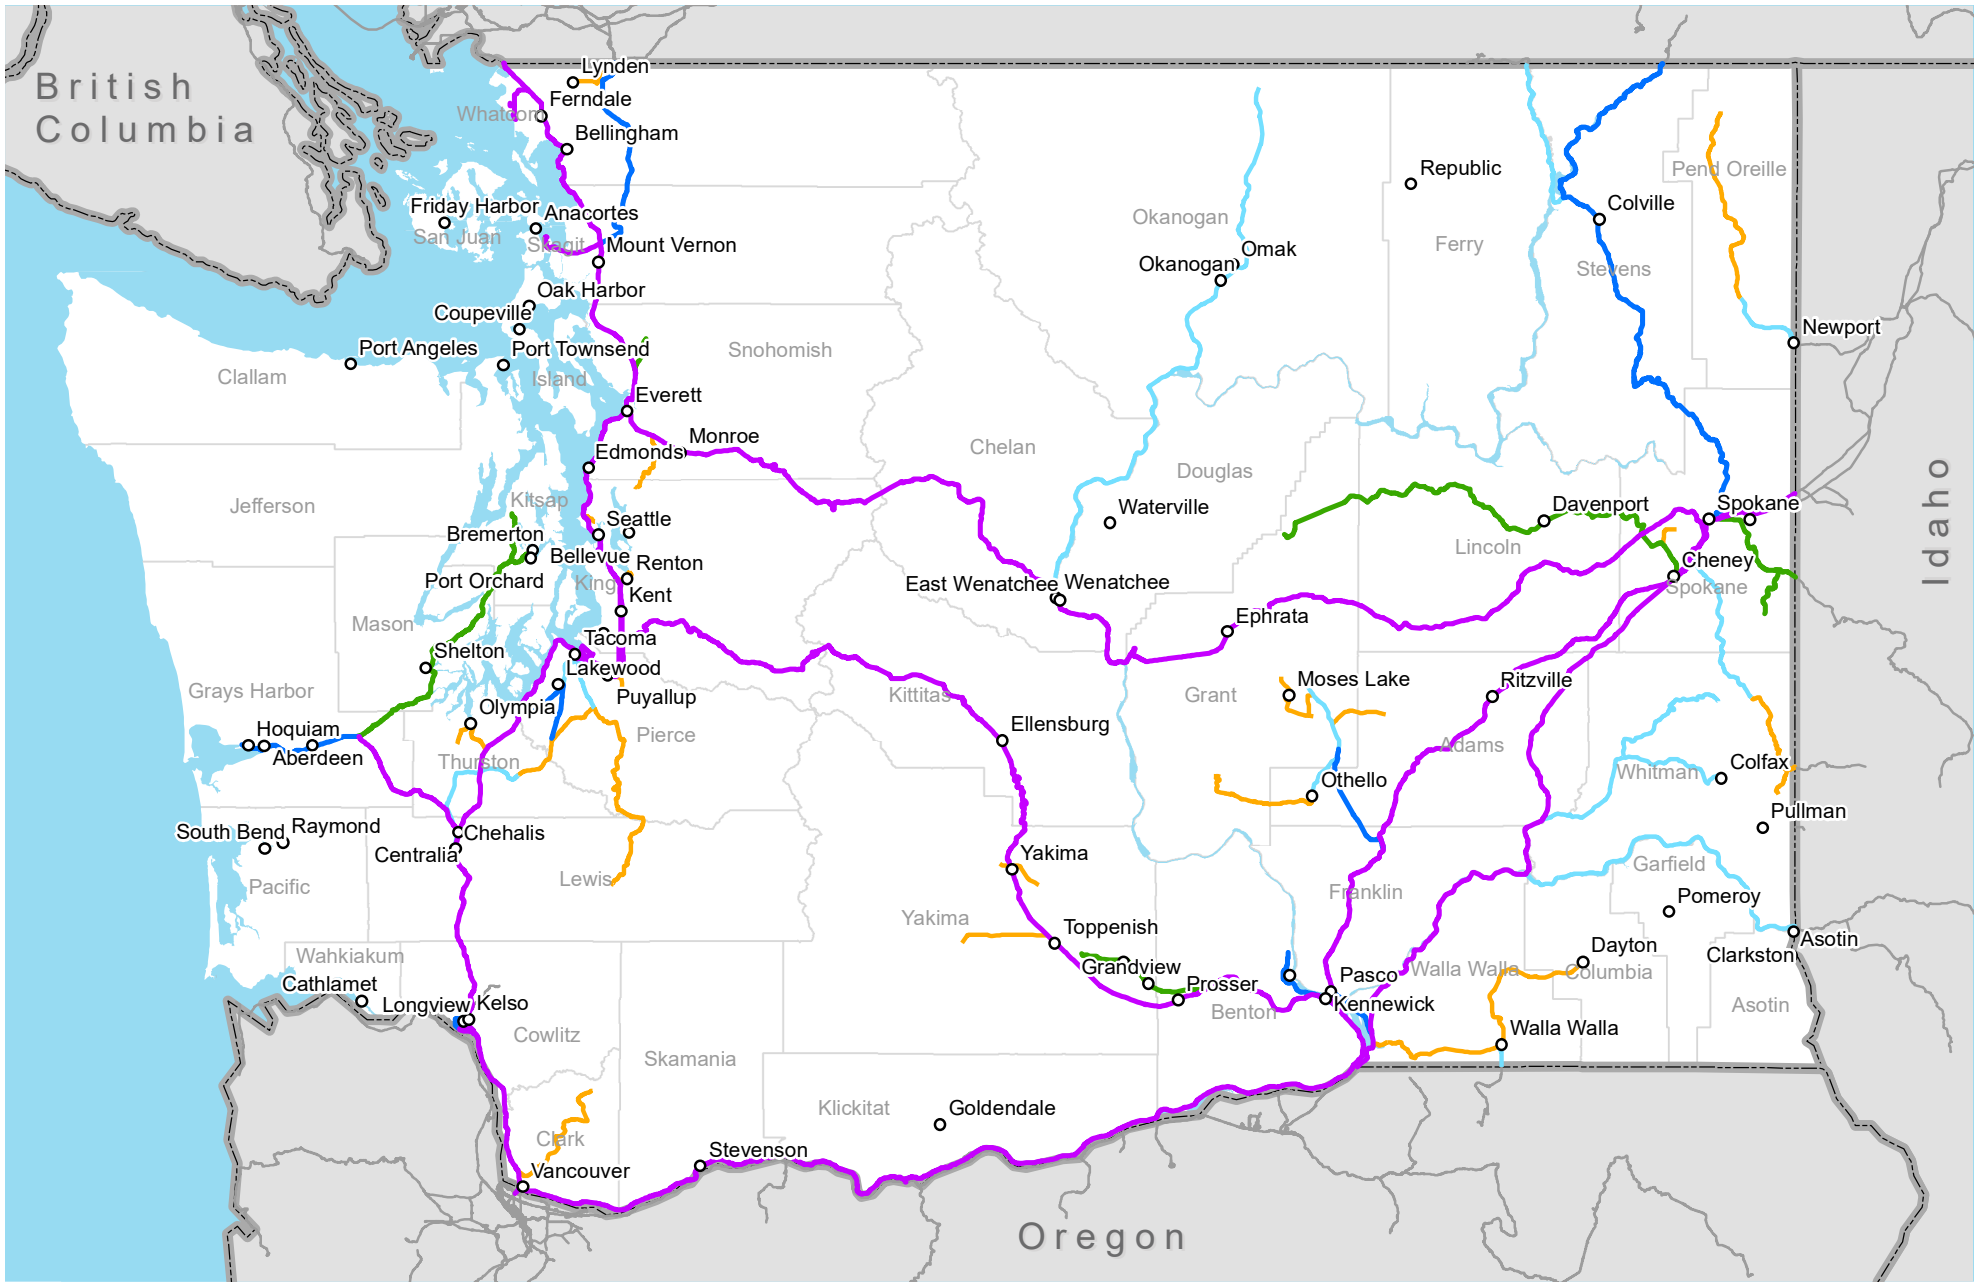 British
Columbia
Lynden
Ferndale
Whatcom
Bellingham
Republic
Pend Oreille
Friday Harbor
Anacortes
San Juan
Skagit
Mount Vernon
Okanogan
Colville
Ferry
Omak
Okanogan
Stevens
Oak Harbor
Coupeville
Newport
Port Angeles
Port Townsend
Snohomish
Clallam
Island
Everett
Monroe
Edmonds
Chelan
Douglas
Idaho
Jefferson
Kitsap
Seattle
Waterville
Davenport
Spokane
Bremerton
Bellevue
Renton
Lincoln
Cheney
Port Orchard
King
Kent
East Wenatchee
Wenatchee
Spokane
Mason
Tacoma
Ephrata
Shelton
Lakewood
Grays Harbor
Puyallup
Kittitas
Grant
Moses Lake
Ritzville
Olympia
Hoquiam
Aberdeen
Pierce
Ellensburg
Adams
Thurston
Othello
Whitman
Colfax
Pullman
South Bend
Raymond
Chehalis
Centralia
Yakima
Pacific
Lewis
Garfield
Franklin
Pomeroy
Yakima
Toppenish
Wahkiakum
Grandview
Dayton
Asotin
Clarkston
Cathlamet
Prosser
Pasco
Walla Walla
Columbia
Longview
Kelso
Benton
Kennewick
Asotin
Cowlitz
Walla Walla
Skamania
Klickitat
Goldendale
Clark
Stevenson
Vancouver
Oregon